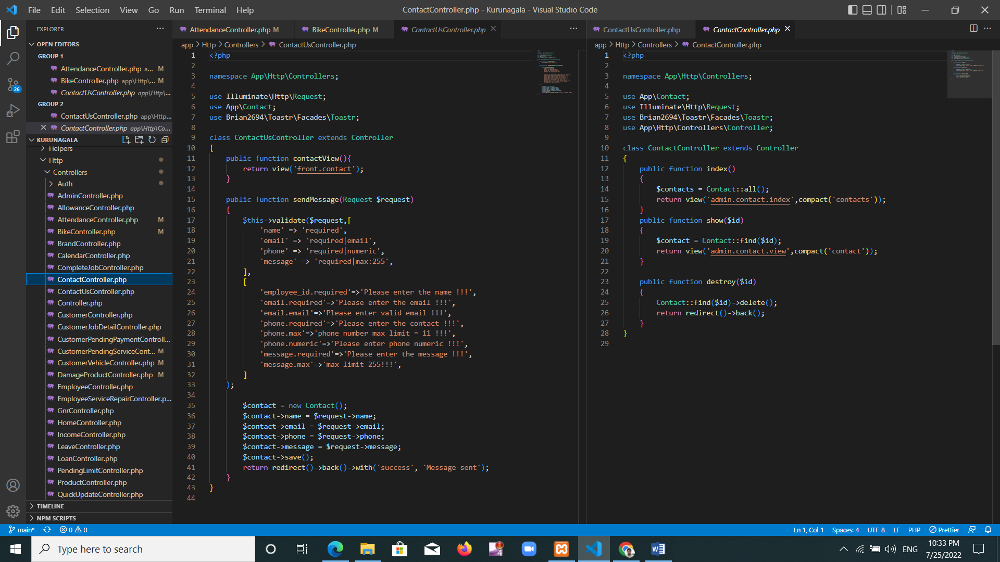 File Edit Selection View Go Run Terminal Help
ContactController.php - Kurunagala - Visual Studio Code
EXPLORER
OPEN EDITORS
GROUP 1
AttendanceController.php a... M
BikeController.php app\Http\... M
ContactUsController.php app\Http\...
GROUP 2
ContactUsController.php app\Http...
ContactController.php app\Http\Co...
KURUNAGALA
Helpers
Http
Controllers
Auth
AdminController.php
AllowanceController.php
AttendanceController.php M
BikeController.php M
BrandController.php
CalendarController.php
CompleteJobController.php
ContactController.php
ContactUsController.php
Controller.php
CustomerController.php
CustomerJobDetailController.php
CustomerPendingPaymentControll...
CustomerPendingServiceCont... M
CustomerVehicleController.php M
DamageProductController.php M
EmployeeController.php
EmployeeServiceRepairController.p...
GnrController.php
HomeController.php
IncomeController.php
LeaveController.php
LoanController.php
PendingLimitController.php
ProductController.php
QuickUpdateController.php
TIMELINE
NPM SCRIPTS
26
AttendanceController.php M
BikeController.php M
ContactUsController.php
app > Http > Controllers > ContactUsController.php
1 <?php
2
3 namespace App\Http\Controllers;
4
5 use Illuminate\Http\Request;
6 use App\Contact;
7 use Brian2694\Toastr\Facades\Toastr;
8
9 class ContactUsController extends Controller
10 {
11 public function contactView(){
12 return view('front.contact');
13 }
14
15 public function sendMessage(Request $request)
16 {
17 $this->validate($request,[
18 'name' => 'required',
19 'email' => 'required|email',
20 'phone' => 'required|numeric',
21 'message' => 'required|max:255',
22 ],
23 [
24 'employee_id.required'=>'Please enter the name !!!',
25 'email.required'=>'Please enter the email !!!',
26 'email.email'=>'Please enter valid email !!!',
27 'phone.required'=>'Please enter the contact !!!',
28 'phone.max'=>'phone number max limit = 11 !!!',
29 'phone.numeric'=>'Please enter phone numeric !!!',
30 'message.required'=>'Please enter the message !!!',
31 'message.max'=>'max limit 255!!!',
32 ]
33 );
34
35 $contact = new Contact();
36 $contact->name = $request->name;
37 $contact->email = $request->email;
38 $contact->phone = $request->phone;
39 $contact->message = $request->message;
40 $contact->save();
41 return redirect()->back()->with('success', 'Message sent');
42 }
43 }
44
ContactUsController.php
ContactController.php
app > Http > Controllers > ContactController.php
1 <?php
2
3 namespace App\Http\Controllers;
4
5 use App\Contact;
6 use Illuminate\Http\Request;
7 use Brian2694\Toastr\Facades\Toastr;
8 use App\Http\Controllers\Controller;
9
10 class ContactController extends Controller
11 {
12 public function index()
13 {
14 $contacts = Contact::all();
15 return view('admin.contact.index',compact('contacts'));
16 }
17 public function show($id)
18 {
19 $contact = Contact::find($id);
20 return view('admin.contact.view',compact('contact'));
21 }
22
23 public function destroy($id)
24 {
25 Contact::find($id)->delete();
26 return redirect()->back();
27 }
28 }
29
main* 0 0
Ln 1, Col 1 Spaces: 4 UTF-8 LF PHP Prettier
Type here to search
4
ENG
10:33 PM
7/25/2022